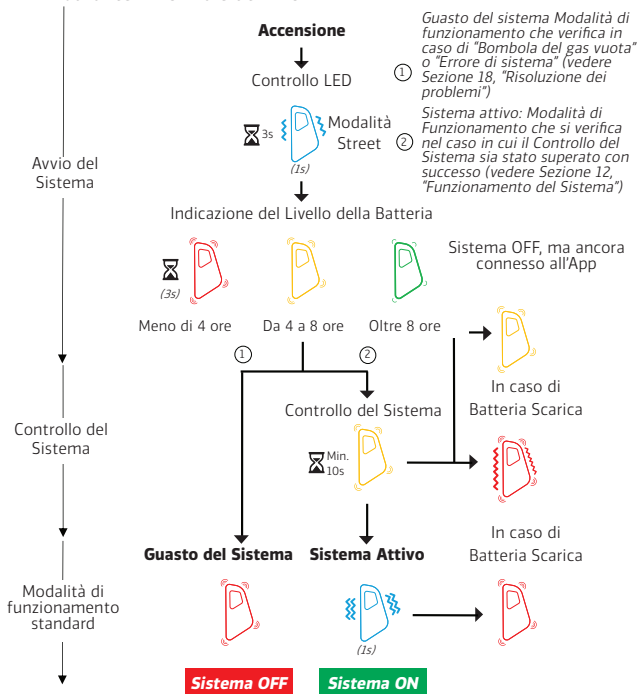 Accensione
Controllo LED
3s
Modalità
Street
(1s)
①
Guasto del sistema Modalità di
funzionamento che verifica in
caso di "Bombola del gas vuota"
o "Errore di sistema" (vedere
Sezione 18, "Risoluzione dei
problemi")
②
Sistema attivo: Modalità di
Funzionamento che si verifica
nel caso in cui il Controllo del
Sistema sia stato superato con
successo (vedere Sezione 12,
"Funzionamento del Sistema")
Avvio del
Sistema
Indicazione del Livello della Batteria
(3s)
Meno di 4 ore
Da 4 a 8 ore
Oltre 8 ore
Sistema OFF, ma ancora
connesso all'App
①
②
Controllo del
Sistema
Controllo del Sistema
Min.
10s
In caso di
Batteria Scarica
Modalità di
funzionamento
standard
Guasto del Sistema
Sistema Attivo
(1s)
In caso di
Batteria Scarica
Sistema OFF
Sistema ON